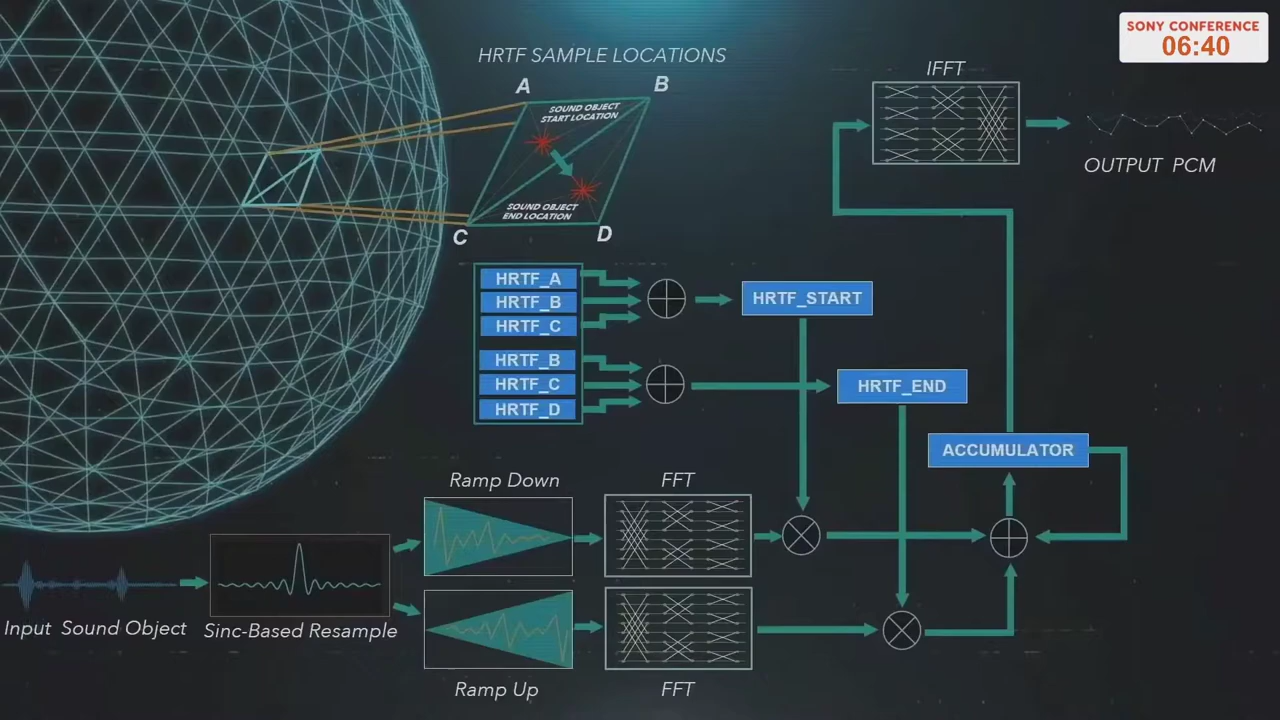 SONY CONFERENCE
06:40
HRTF SAMPLE LOCATIONS
A
B
SOUND OBJECT
START LOCATION
SOUND OBJECT
END LOCATION
C
D
IFFT
OUTPUT PCM
HRTF_A
HRTF_B
HRTF_C
HRTF_START
HRTF_B
HRTF_C
HRTF_D
HRTF_END
ACCUMULATOR
Ramp Down
FFT
Input Sound Object
Sinc-Based Resample
Ramp Up
FFT